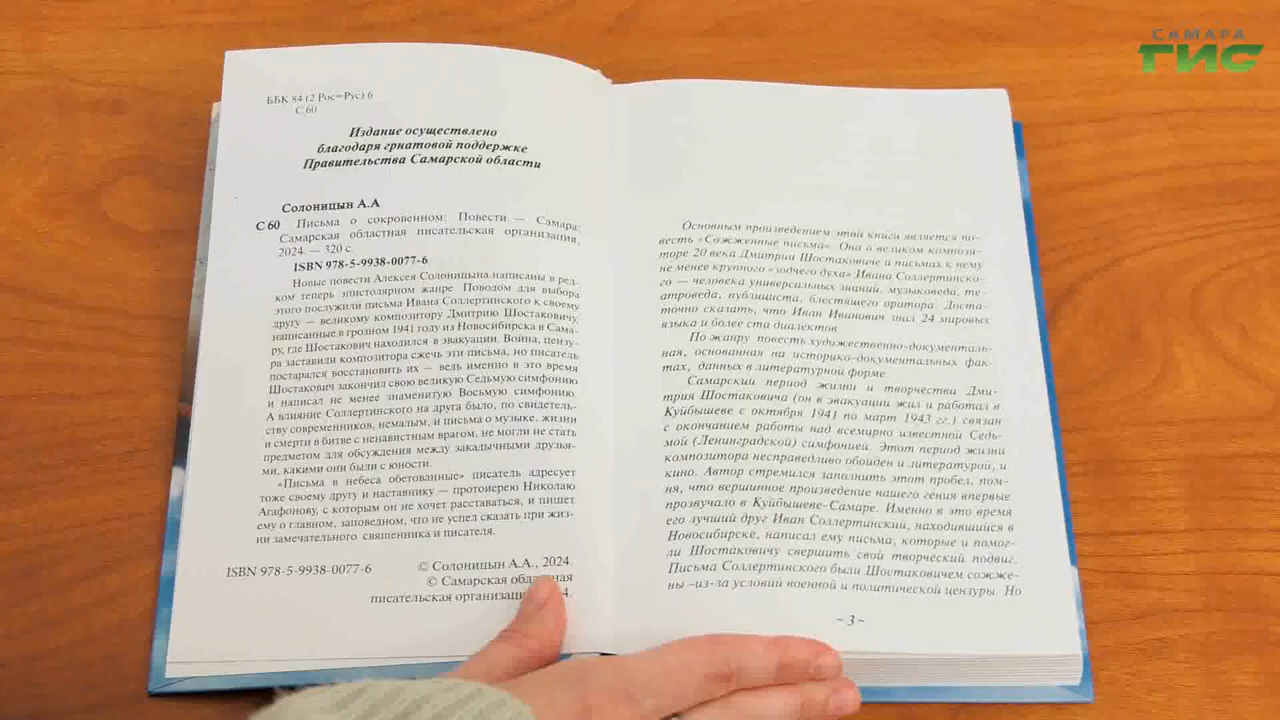 САМАРА
ГИС
ББК 84 (2 Рос=Рус) 6
С 60
Издание осуществлено
благодаря грнатовой поддержке
Правительства Самарской области
Солоницын А.А
С 60 Письма о сокровенном: Повести — Самара:
Самарская областная писательская организация,
2024. — 320 с.
ISBN 978-5-9938-0077-6
Новые повести Алексея Солоницына написаны в ред-
ком теперь эпистолярном жанре. Поводом для выбора
этого послужили письма Ивана Соллертинского к своему
другу — великому композитору Дмитрию Шостаковичу,
написанные в грозном 1941 году из Новосибирска в Сама-
ру, где Шостакович находился в эвакуации. Война, цензу-
ра заставили композитора сжечь эти письма, но писатель
постарался восстановить их — ведь именно в это время
Шостакович закончил свою великую Седьмую симфонию
и написал не менее знаменитую Восьмую симфонию.
А влияние Соллертинского на друга было, по свидетель-
ству современников, немалым, и письма о музыке, жизни
и смерти в битве с ненавистным врагом, не могли не стать
предметом для обсуждения между закадычными друзья-
ми, какими они были с юности.
«Письма в небеса обетованные» писатель адресует
тоже своему другу и наставнику — протоиерею Николаю
Агафонову, с которым он не хочет расставаться, и пишет
ему о главном, заповедном, что не успел сказать при жиз-
ни замечательного священника и писателя.
ISBN 978-5-9938-0077-6
© Солоницын А.А., 2024.
© Самарская
писательская
Основным произведением этой книги является по-
весть «Сожженные письма». Она о великом компози-
торе 20 века Дмитрии Шостаковиче и письмах к нему
не менее крупного «зодчего духа» Ивана Соллертинско-
го — человека универсальных знаний, музыковеда, те-
атроведа, публициста, блестящего оратора. Доста-
точно сказать, что Иван Иванович знал 24 мировых
языка и более ста диалектов.
По жанру повесть художественно-документаль-
ная, основанная на историко-документальных фак-
тах, данных в литературной форме.
Самарский период жизни и творчества Дми-
трия Шостаковича (он в эвакуации жил и работал в
Куйбышеве с октября 1941 по март 1943 гг.) связан
с окончанием работы над всемирно известной Седь-
мой (Ленинградской) симфонией. Этот период жизни
композитора несправедливо обойден и литературой, и
кино. Автор стремился заполнить этот пробел, пом-
ня, что вершинное произведение нашего гения впервые
прозвучало в Куйбышеве-Самаре. Именно в это время
его лучший друг Иван Соллертинский, находившийся в
Новосибирске, написал ему письма, которые и помог-
ли Шостаковичу свершить свой творческий подвиг.
Письма Соллертинского были Шостаковичем сожже-
ны –из-за условий военной и политической цензуры. Но
~3~